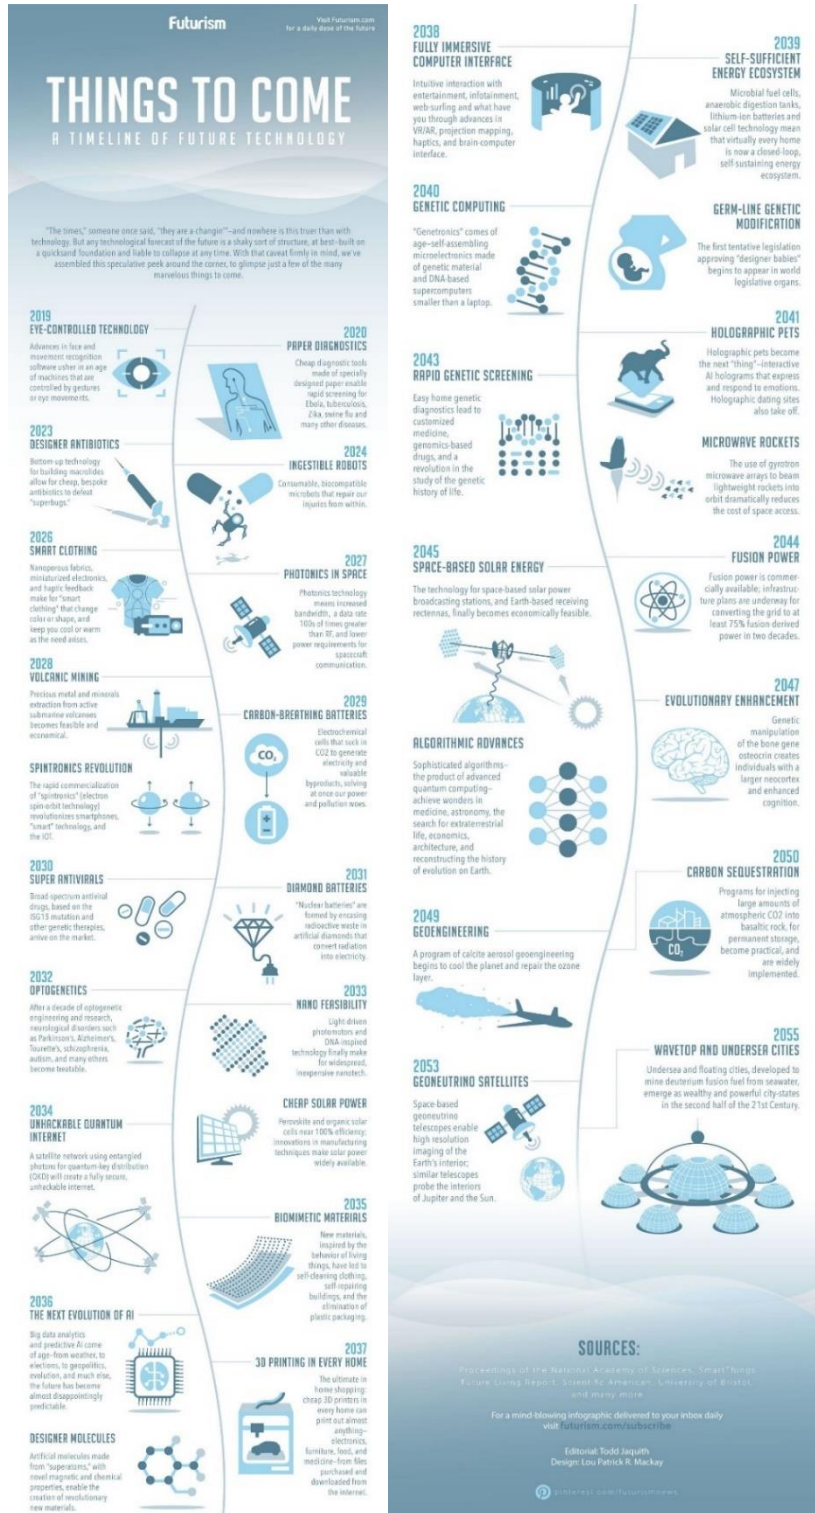 Futurism
Visit Futurism.com
for a daily dose of the future
THINGS TO COME
A TIMELINE OF FUTURE TECHNOLOGY
"The times," someone once said, "they are a changin'"–and nowhere is this truer than with
technology. But any technological forecast of the future is a shaky sort of structure, at best–built on
a quicksand foundation and liable to collapse at any time. With that caveat firmly in mind, we've
assembled this speculative peek around the corner, to glimpse just a few of the many
marvelous things to come.
2019
EYE-CONTROLLED TECHNOLOGY
Advances in face and
movement recognition
software usher in an age
of machines that are
controlled by gestures
or eye movements.
2020
PAPER DIAGNOSTICS
Cheap diagnostic tools
made of specially
designed paper enable
rapid screening for
Ebola, tuberculosis,
Zika, swine flu and
many other diseases.
2023
DESIGNER ANTIBIOTICS
Bottom-up technology
for building macrolides
allow for cheap, bespoke
antibiotics to defeat
"superbugs."
2024
INGESTIBLE ROBOTS
Consumable, biocompatible
microbots that repair our
injuries from within.
2026
SMART CLOTHING
Nanoporous fabrics,
miniaturized electronics,
and haptic feedback
make for "smart
clothing" that change
color or shape, and
keep you cool or warm
as the need arises.
2027
PHOTONICS IN SPACE
Photonics technology
means increased
bandwidth, a data rate
100s of times greater
than RF, and lower
power requirements for
spacecraft
communication.
2028
VOLCANIC MINING
Precious metal and minerals
extraction from active
submarine volcanoes
becomes feasible and
economical.
2029
CARBON-BREATHING BATTERIES
Electrochemical
cells that suck in
CO2 to generate
electricity and
valuable
byproducts, solving
at once our power
and pollution woes.
CO₂
SPINTRONICS REVOLUTION
The rapid commercialization
of "spintronics" (electron
spin-orbit technology)
revolutionizes smartphones,
"smart" technology, and
the IOT.
2030
SUPER ANTIVIRALS
Broad-spectrum antiviral
drugs, based on the
ISG15 mutation and
other genetic therapies,
arrive on the market.
2031
DIAMOND BATTERIES
"Nuclear batteries" are
formed by encasing
radioactive waste in
artificial diamonds that
convert radiation
into electricity.
2032
OPTOGENETICS
After a decade of optogenetic
engineering and research,
neurological disorders such
as Parkinson's, Alzheimer's,
Tourette's, schizophrenia,
autism, and many others
become treatable.
2033
NANO FEASIBILITY
Light-driven
photomotors and
DNA-inspired
technology finally make
for widespread,
inexpensive nanotech.
CHEAP SOLAR POWER
Perovskite and organic solar
cells near 100% efficiency;
innovations in manufacturing
techniques make solar power
widely available.
2034
UNHACKABLE QUANTUM
INTERNET
A satellite network using entangled
photons for quantum-key distribution
(QKD) will create a fully secure,
unhackable internet.
2035
BIOMIMETIC MATERIALS
New materials,
inspired by the
behavior of living
things, have led to
self-cleaning clothing,
self-repairing
buildings, and the
elimination of
plastic packaging.
2036
THE NEXT EVOLUTION OF AI
Big data analytics
and predictive AI come
of age–from weather, to
elections, to geopolitics,
evolution, and much else,
the future has become
almost disappointingly
predictable.
2037
3D PRINTING IN EVERY HOME
The ultimate in
home shopping:
cheap 3D printers in
every home can
print out almost
anything–
electronics,
furniture, food, and
medicine–from files
purchased and
downloaded from
the internet.
DESIGNER MOLECULES
Artificial molecules made
from "superatoms," with
novel magnetic and chemical
properties, enable the
creation of revolutionary
new materials.
2038
FULLY IMMERSIVE
COMPUTER INTERFACE
Intuitive interaction with
entertainment, infotainment,
web-surfing and what have
you through advances in
VR/AR, projection mapping,
haptics, and brain-computer
interface.
2039
SELF-SUFFICIENT
ENERGY ECOSYSTEM
Microbial fuel cells,
anaerobic digestion tanks,
lithium-ion batteries and
solar cell technology mean
that virtually every home
is now a closed-loop,
self-sustaining energy
ecosystem.
2040
GENETIC COMPUTING
"Genetronics" comes of
age–self-assembling
microelectronics made
of genetic material
and DNA-based
supercomputers
smaller than a laptop.
GERM-LINE GENETIC
MODIFICATION
The first tentative legislation
approving "designer babies"
begins to appear in world
legislative organs.
2041
HOLOGRAPHIC PETS
Holographic pets become
the next "thing"–interactive
AI holograms that express
and respond to emotions.
Holographic dating sites
also take off.
2043
RAPID GENETIC SCREENING
Easy home genetic
diagnostics lead to
customized
medicine,
genomics-based
drugs, and a
revolution in the
study of the genetic
history of life.
MICROWAVE ROCKETS
The use of gyrotron
microwave arrays to beam
lightweight rockets into
orbit dramatically reduces
the cost of space access.
2044
FUSION POWER
Fusion power is commer-
cially available; infrastruc-
ture plans are underway for
converting the grid to at
least 75% fusion derived
power in two decades.
2045
SPACE-BASED SOLAR ENERGY
The technology for space-based solar power
broadcasting stations, and Earth-based receiving
rectennas, finally becomes economically feasible.
2047
EVOLUTIONARY ENHANCEMENT
Genetic
manipulation
of the bone gene
osteocrin creates
individuals with a
larger neocortex
and enhanced
cognition.
ALGORITHMIC ADVANCES
Sophisticated algorithms–
the product of advanced
quantum computing–
achieve wonders in
medicine, astronomy, the
search for extraterrestrial
life, economics,
architecture, and
reconstructing the history
of evolution on Earth.
2049
GEOENGINEERING
A program of calcite aerosol geoengineering
begins to cool the planet and repair the ozone
layer.
2050
CARBON SEQUESTRATION
Programs for injecting
large amounts of
atmospheric CO2 into
basaltic rock, for
permanent storage,
become practical, and
are widely
implemented.
CO₂
2053
GEONEUTRINO SATELLITES
Space-based
geoneutrino
telescopes enable
high resolution
imaging of the
Earth's interior;
similar telescopes
probe the interiors
of Jupiter and the Sun.
2055
WAVETOP AND UNDERSEA CITIES
Undersea and floating cities, developed to
mine deuterium fusion fuel from seawater,
emerge as wealthy and powerful city-states
in the second half of the 21st Century.
SOURCES:
Proceedings of the National Academy of Sciences, SmartThings
Future Living Report, Scientific American, University of Bristol,
and many more
For a mind-blowing infographic delivered to your inbox daily
visit futurism.com/subscribe
Editorial: Todd Jaquith
Design: Lou Patrick R. Mackay
pinterest.com/futurismnews